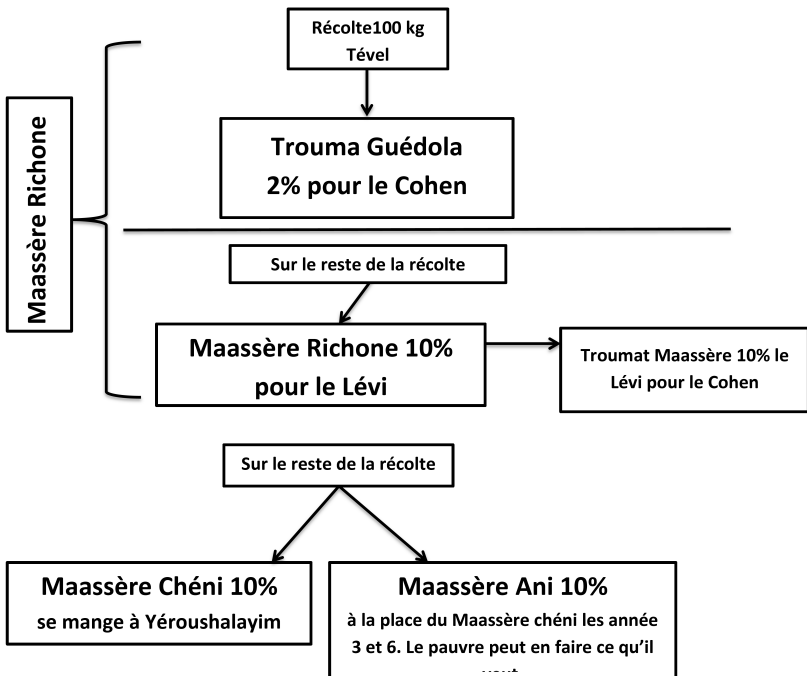 Récolte100 kg
Tével
Maassère Richone
Trouma Guédola
2% pour le Cohen
Sur le reste de la récolte
Maassère Richone 10%
pour le Lévi
Troumat Maassère 10% le
Lévi pour le Cohen
Sur le reste de la récolte
Maassère Chéni 10%
se mange à Yéroushalayim
Maassère Ani 10%
à la place du Maassère chéni les année
3 et 6. Le pauvre peut en faire ce qu’il